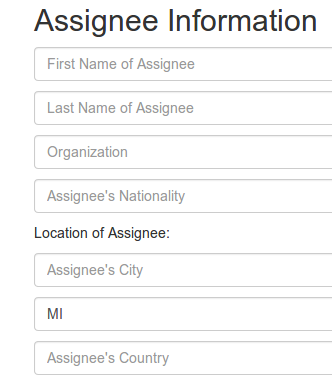 Assignee Information
First Name of Assignee
Last Name of Assignee
Organization
Assignee's Nationality
Location of Assignee:
Assignee's City
MI
Assignee's Country